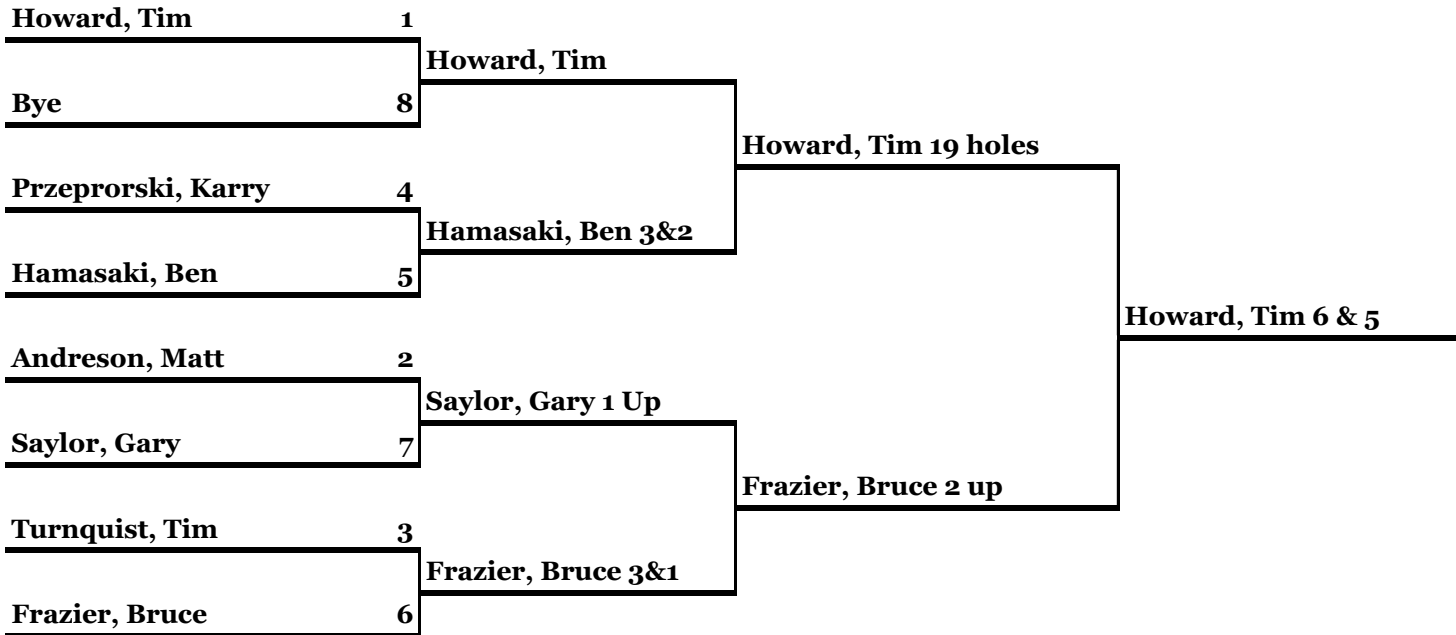 Howard, Tim 1
Howard, Tim
Bye 8
Howard, Tim 19 holes
Przeprorski, Karry 4
Hamasaki, Ben 3&2
Hamasaki, Ben 5
Howard, Tim 6 & 5
Andreson, Matt 2
Saylor, Gary 1 Up
Saylor, Gary 7
Frazier, Bruce 2 up
Turnquist, Tim 3
Frazier, Bruce 3&1
Frazier, Bruce 6